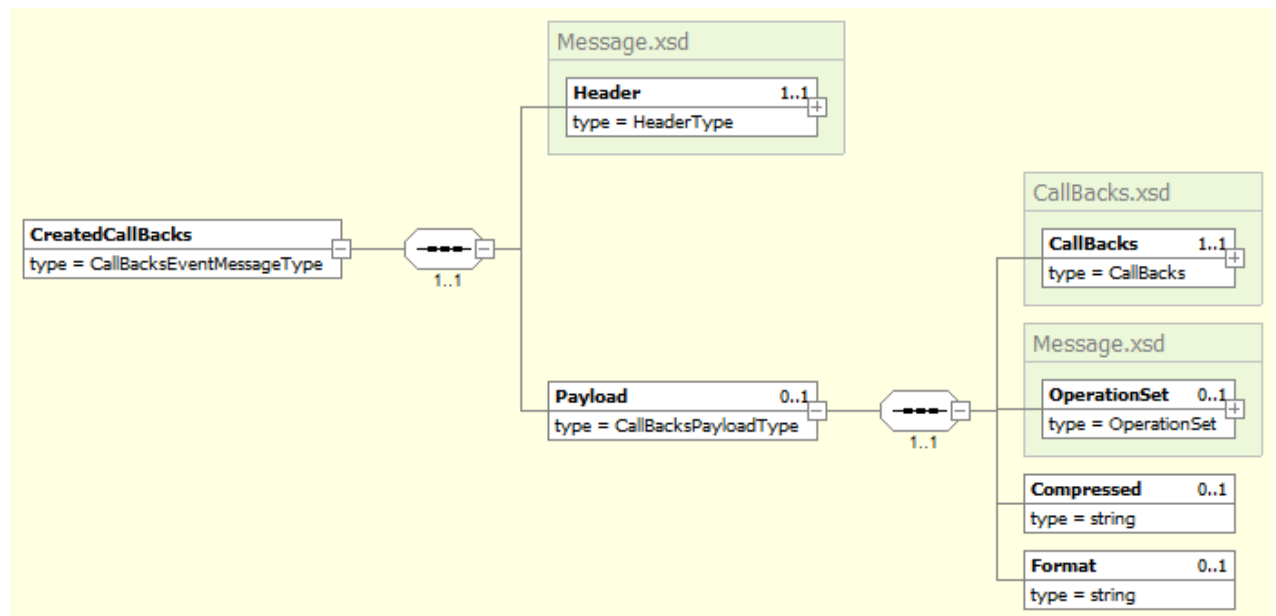 Message.xsd
Header 1..1
type = HeaderType
CreatedCallBacks
type = CallBacksEventMessageType
1..1
Payload 0..1
type = CallBacksPayloadType
1..1
CallBacks.xsd
CallBacks 1..1
type = CallBacks
Message.xsd
OperationSet 0..1
type = OperationSet
Compressed 0..1
type = string
Format 0..1
type = string